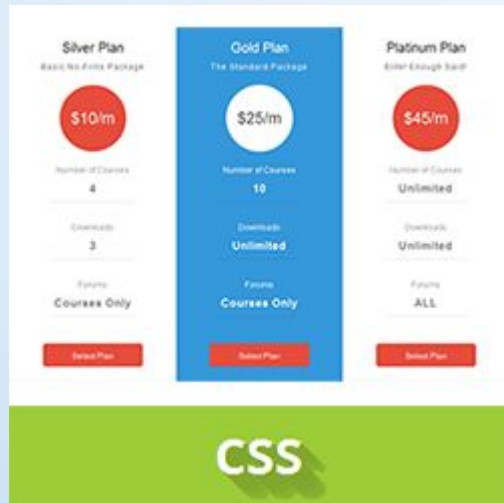 Silver Plan
Basic No-Frills Package
$10/m
Number of Courses
4
Downloads
3
Forums
Courses Only
Select Plan
Gold Plan
The Standard Package
$25/m
Number of Courses
10
Downloads
Unlimited
Forums
Courses Only
Select Plan
Platinum Plan
Elite! Enough Said!
$45/m
Number of Courses
Unlimited
Downloads
Unlimited
Forums
ALL
Select Plan
CSS